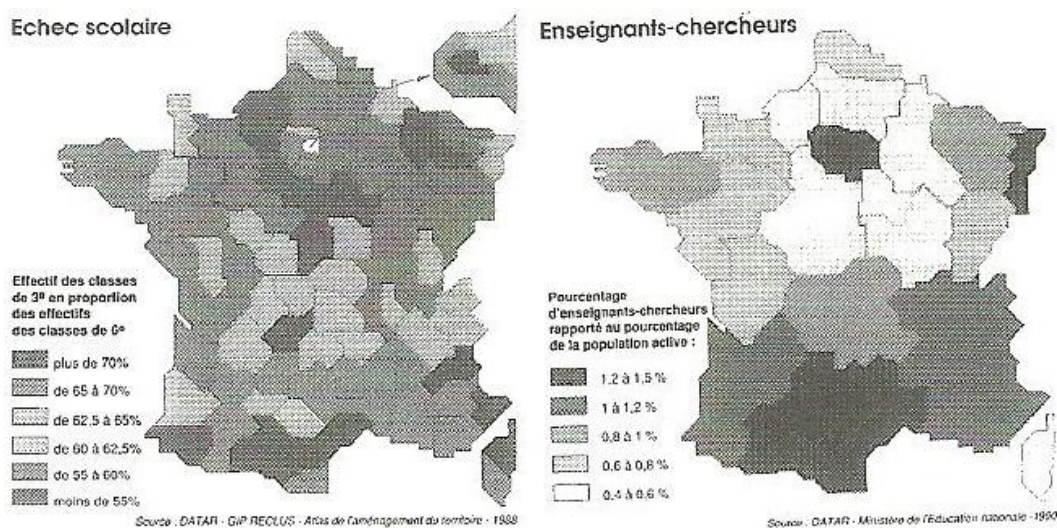 Echec scolaire
Effectif des classes
de 3e en proportion
des effectifs
des classes de 6e
plus de 70%
de 65 à 70%
de 62,5 à 65%
de 60 à 62,5%
de 55 à 60%
moins de 55%
Source : DATAR - GIP RECLUS - Atlas de l'aménagement du territoire - 1988
Enseignants-chercheurs
Pourcentage
d'enseignants-chercheurs
rapporté au pourcentage
de la population active :
1,2 à 1,5 %
1 à 1,2 %
0,8 à 1 %
0,6 à 0,8 %
0,4 à 0,6 %
Source : DATAR - Ministère de l'Education nationale - 1990